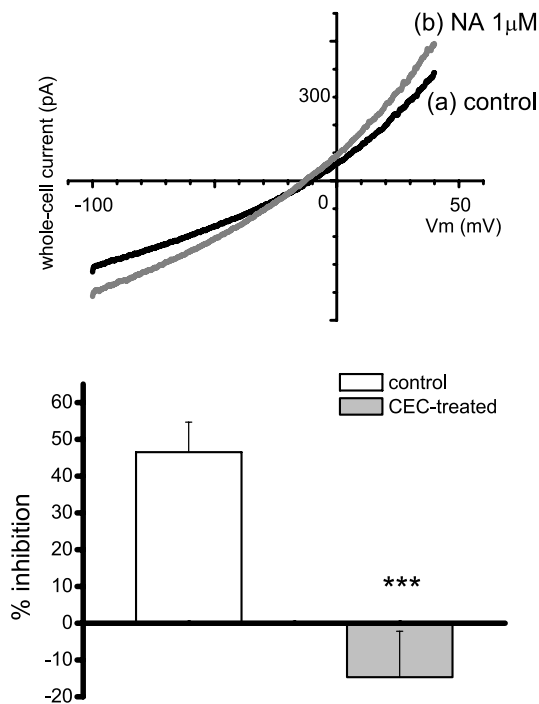 (b) NA 1μM
(a) control
300
whole-cell current (pA)
-100
0
50
Vm (mV)
control
CEC-treated
60
50
40
30
20
10
0
-10
-20
% inhibition
***